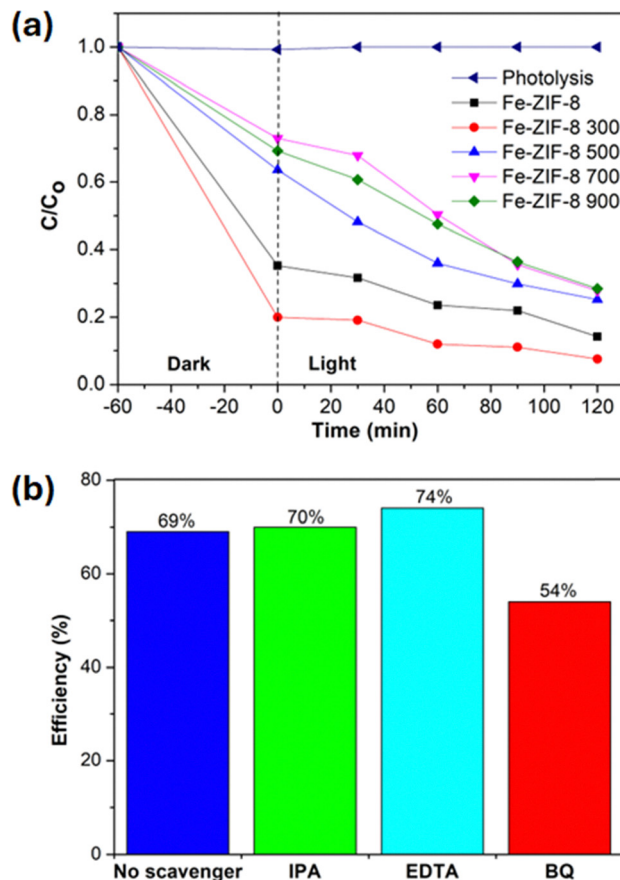 (a)
1.0
0.8
0.6
0.4
0.2
0.0
C/Co
Photolysis
Fe-ZIF-8
Fe-ZIF-8 300
Fe-ZIF-8 500
Fe-ZIF-8 700
Fe-ZIF-8 900
Dark
Light
-60 -40 -20 0 20 40 60 80 100 120
Time (min)
(b)
80
60
40
20
0
Efficiency (%)
69%
70%
74%
54%
No scavenger IPA EDTA BQ